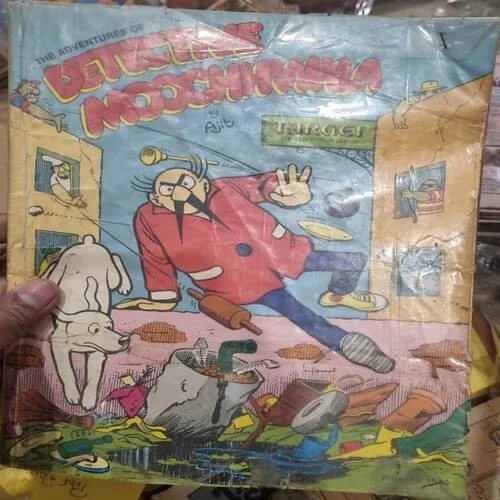 THE ADVENTURES OF
DETECTIVE
MOOCHHWALA
by
Ajit
TARGET
I